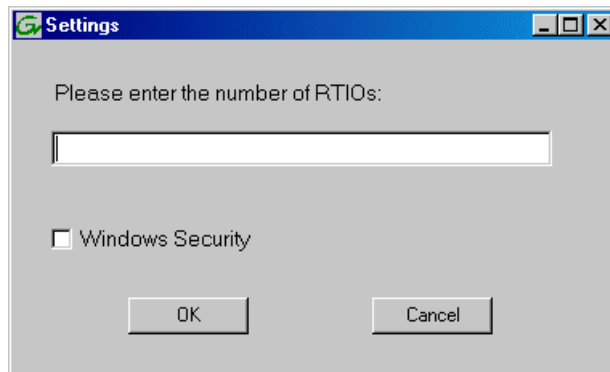 Settings
Please enter the number of RTIOs:
Windows Security
OK Cancel